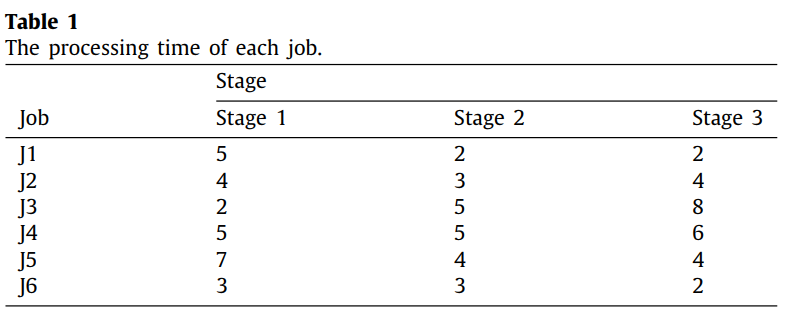 Table 1
The processing time of each job.
Stage
Job Stage 1 Stage 2 Stage 3
J1 5 2 2
J2 4 3 4
J3 2 5 8
J4 5 5 6
J5 7 4 4
J6 3 3 2